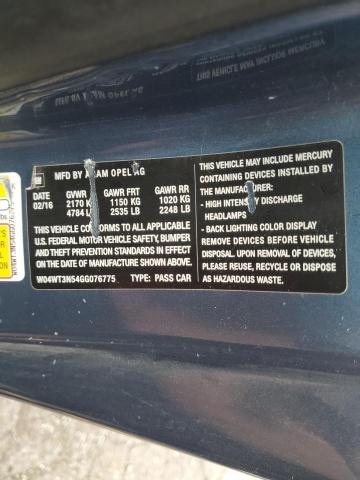 MFD BY ADAM OPEL AG
DATE GVWR GAWR FRT GAWR RR
02/16 2170 KG 1150 KG 1020 KG
4784 LB 2535 LB 2248 LB
THIS VEHICLE CONFORMS TO ALL APPLICABLE
U.S. FEDERAL MOTOR VEHICLE SAFETY, BUMPER
AND THEFT PREVENTION STANDARDS IN EFFECT
ON THE DATE OF MANUFACTURE SHOWN ABOVE.
W04WT3N54GG076775 TYPE: PASS CAR
THIS VEHICLE MAY INCLUDE MERCURY
CONTAINING DEVICES INSTALLED BY
THE MANUFACTURER:
- HIGH INTENSITY DISCHARGE
HEADLAMPS
- BACK LIGHTING COLOR DISPLAY
REMOVE DEVICES BEFORE VEHICLE
DISPOSAL. UPON REMOVAL OF DEVICES
PLEASE REUSE, RECYCLE OR DISPOSE
AS HAZARDOUS WASTE.